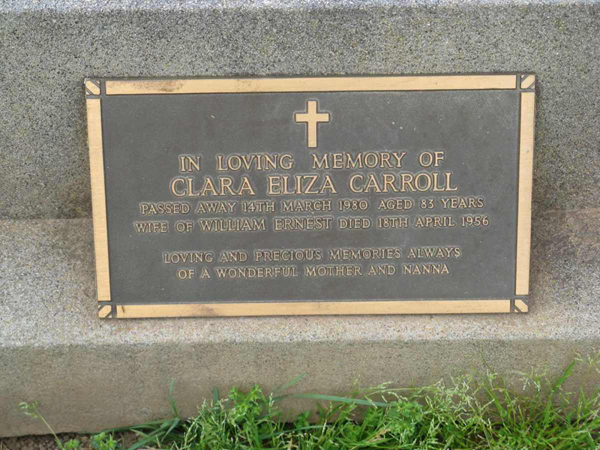 IN LOVING MEMORY OF
CLARA ELIZA CARROLL
PASSED AWAY 14TH MARCH 1980 AGED 83 YEARS
WIFE OF WILLIAM ERNEST DIED 18TH APRIL 1956
LOVING AND PRECIOUS MEMORIES ALWAYS
OF A WONDERFUL MOTHER AND NANNA